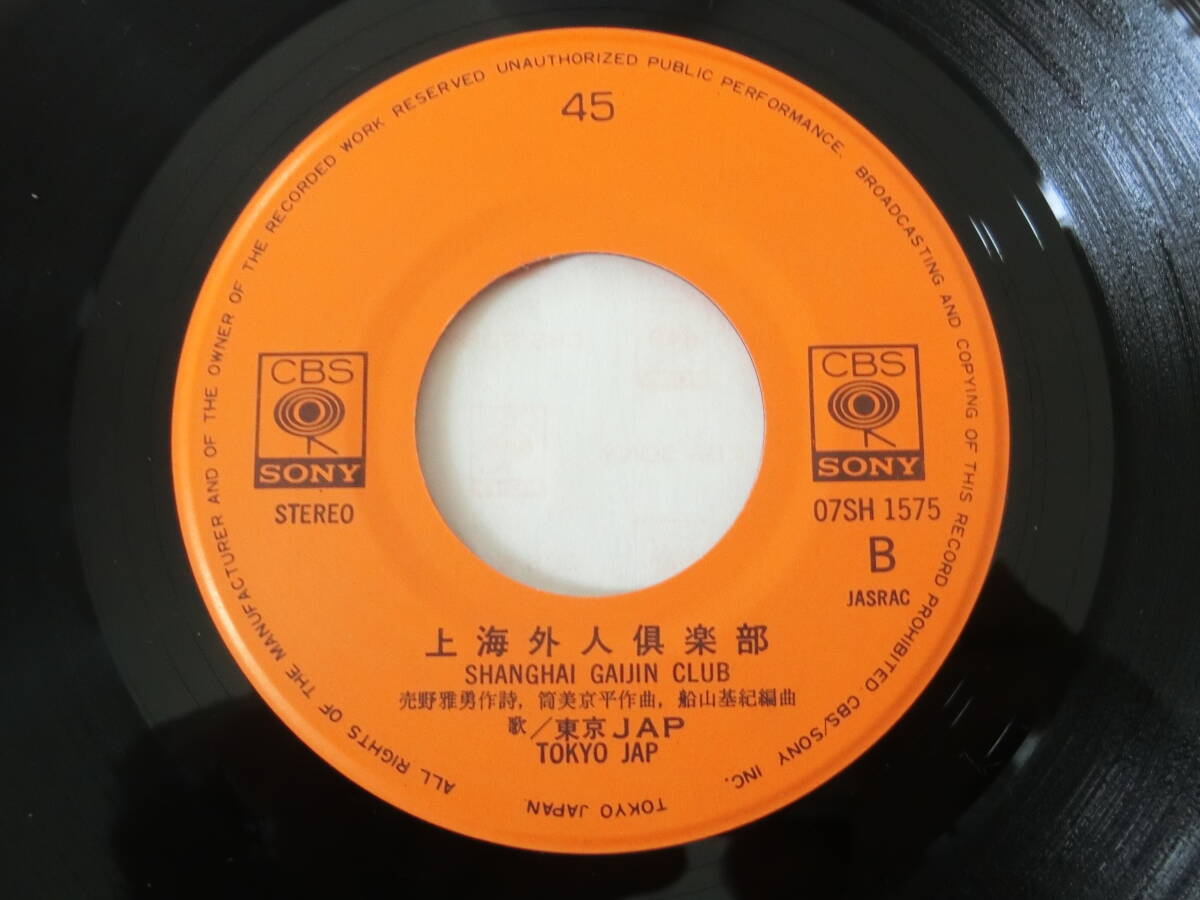 45
ALL RIGHTS OF THE MANUFACTURER AND OF THE OWNER OF THE RECORDED WORK RESERVED UNAUTHORIZED PUBLIC PERFORMANCE. BROADCASTING AND COPYING OF THIS RECORD PROHIBITED. CBS/SONY INC.
TOKYO JAPAN.
CBS
SONY
STEREO
CBS
SONY
07SH 1575
B
JASRAC
上海外人倶楽部
SHANGHAI GAIJIN CLUB
売野雅勇作詩, 筒美京平作曲, 船山基紀編曲
歌/東京JAP
TOKYO JAP